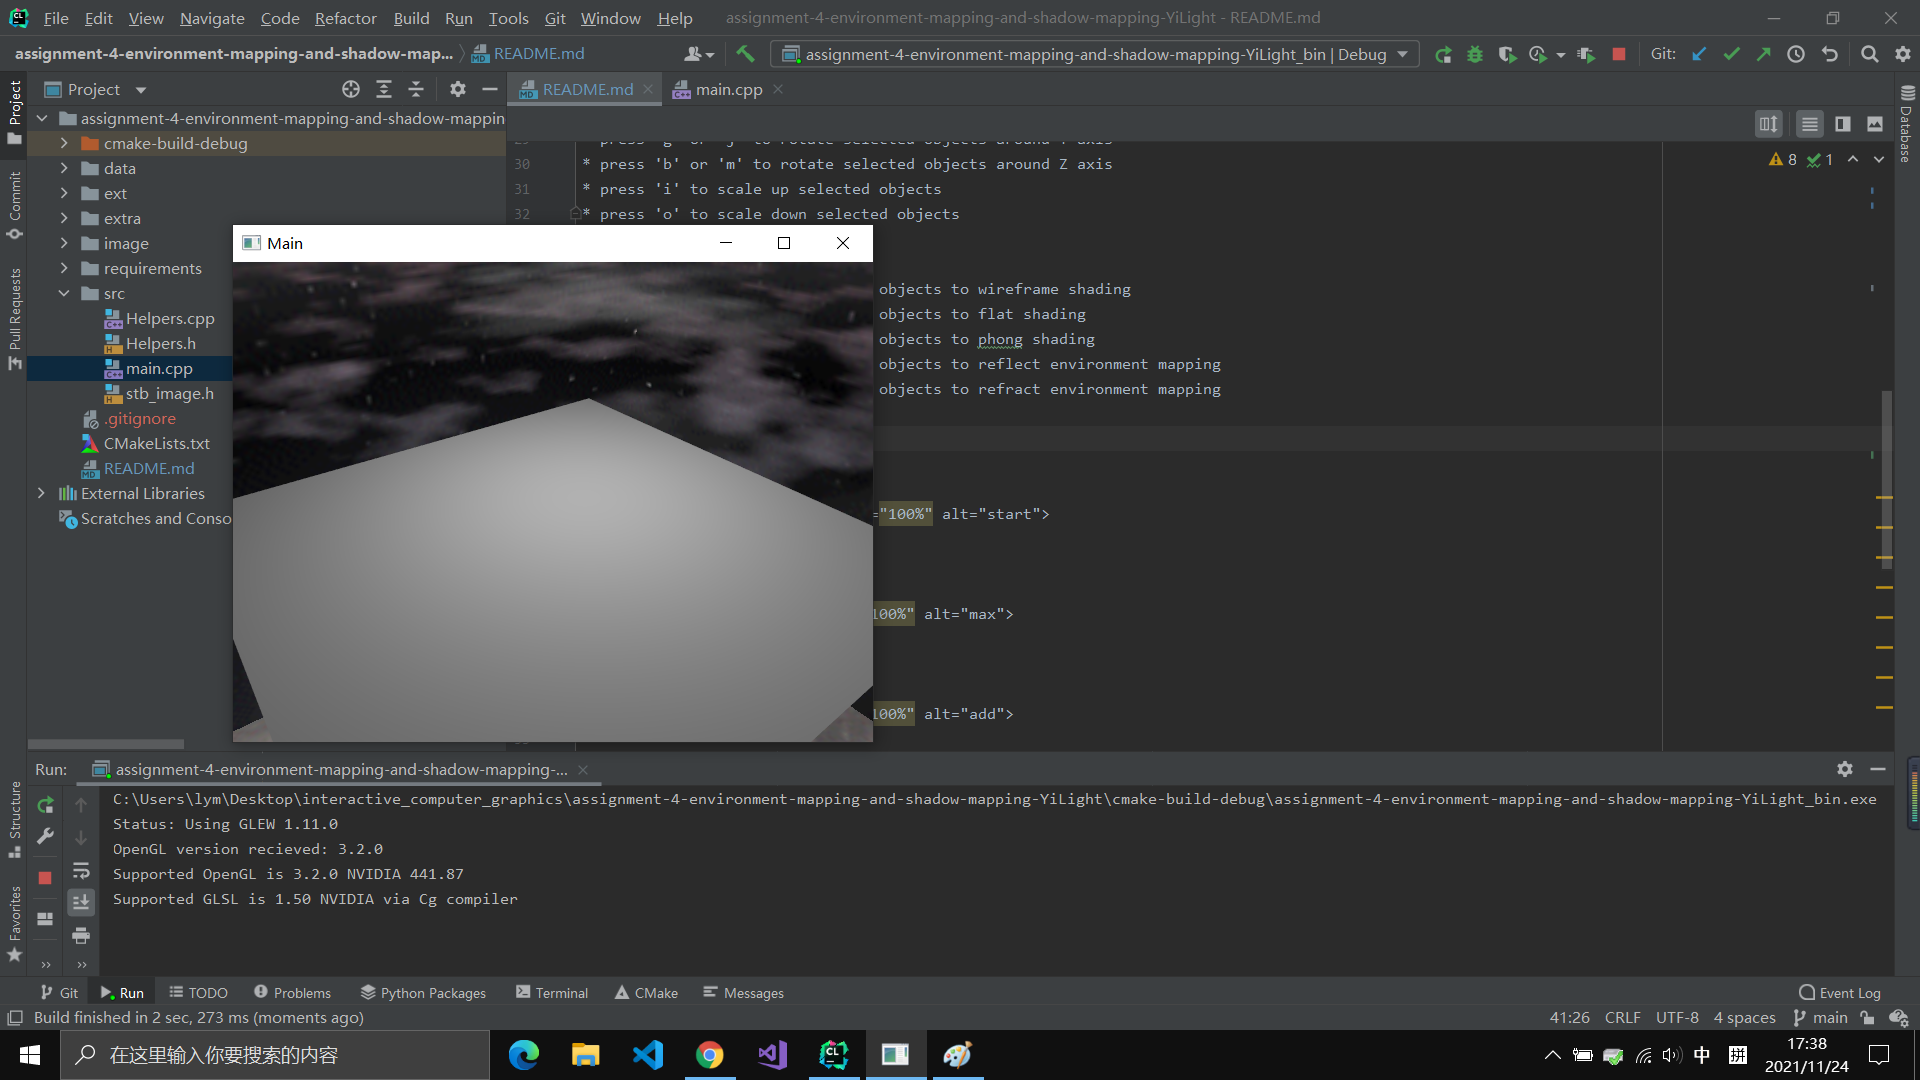 File Edit View Navigate Code Refactor Build Run Tools Git Window Help assignment-4-environment-mapping-and-shadow-mapping-YiLight - README.md
assignment-4-environment-mapping-and-shadow-map... README.md assignment-4-environment-mapping-and-shadow-mapping-YiLight_bin | Debug Git:
Project README.md main.cpp
assignment-4-environment-mapping-and-shadow-mappin
cmake-build-debug
data
ext
extra
image
requirements
src
Helpers.cpp
Helpers.h
main.cpp
stb_image.h
.gitignore
CMakeLists.txt
README.md
External Libraries
Scratches and Conso
Project
Commit
Pull Requests
Structure
Favorites
Database
30 * press 'b' or 'm' to rotate selected objects around Z axis
31 * press 'i' to scale up selected objects
32 * press 'o' to scale down selected objects
8 1
objects to wireframe shading
objects to flat shading
objects to phong shading
objects to reflect environment mapping
objects to refract environment mapping
="100%" alt="start">
100%" alt="max">
100%" alt="add">
Main
Run: assignment-4-environment-mapping-and-shadow-mapping-...
C:\Users\lym\Desktop\interactive_computer_graphics\assignment-4-environment-mapping-and-shadow-mapping-YiLight\cmake-build-debug\assignment-4-environment-mapping-and-shadow-mapping-YiLight_bin.exe
Status: Using GLEW 1.11.0
OpenGL version recieved: 3.2.0
Supported OpenGL is 3.2.0 NVIDIA 441.87
Supported GLSL is 1.50 NVIDIA via Cg compiler
Git Run TODO Problems Python Packages Terminal CMake Messages Event Log
Build finished in 2 sec, 273 ms (moments ago) 41:26 CRLF UTF-8 4 spaces main
在这里输入你要搜索的内容
中 拼
17:38
2021/11/24